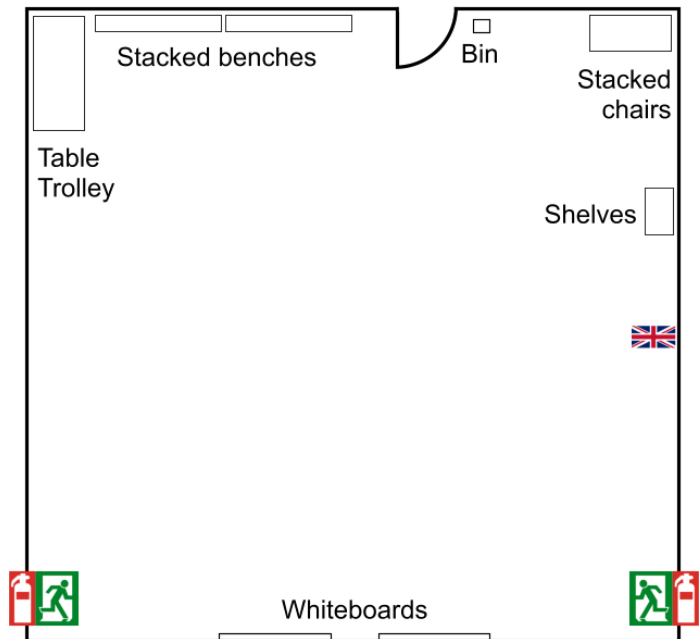 Stacked benches
Bin
Stacked
chairs
Table
Trolley
Shelves
Whiteboards